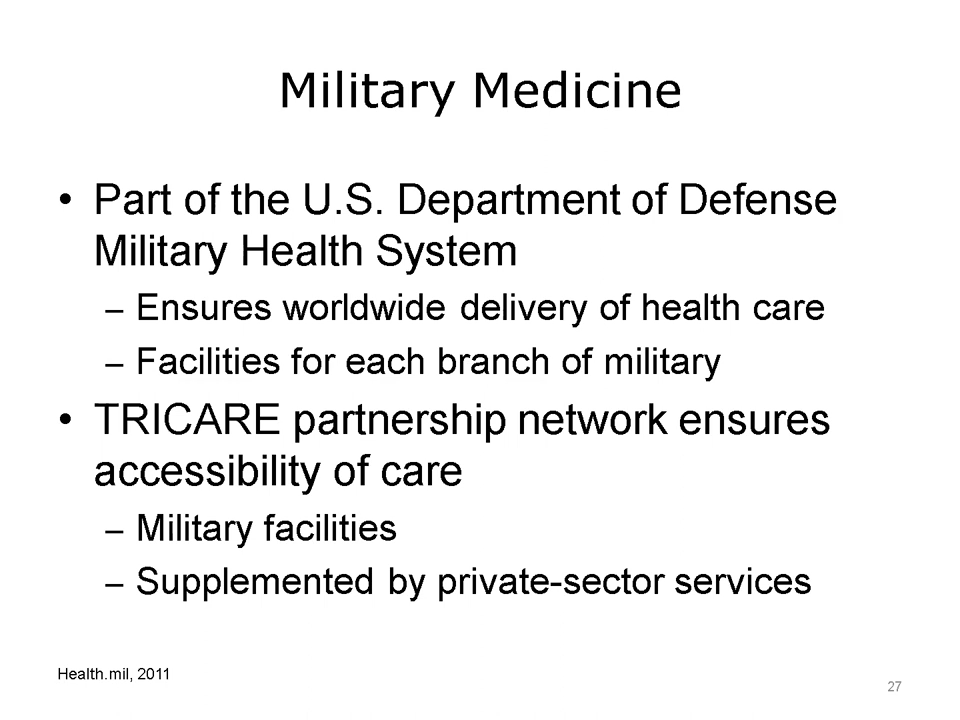 Military Medicine
• Part of the U.S. Department of Defense
Military Health System
– Ensures worldwide delivery of health care
– Facilities for each branch of military
• TRICARE partnership network ensures
accessibility of care
– Military facilities
– Supplemented by private-sector services
Health.mil, 2011
27